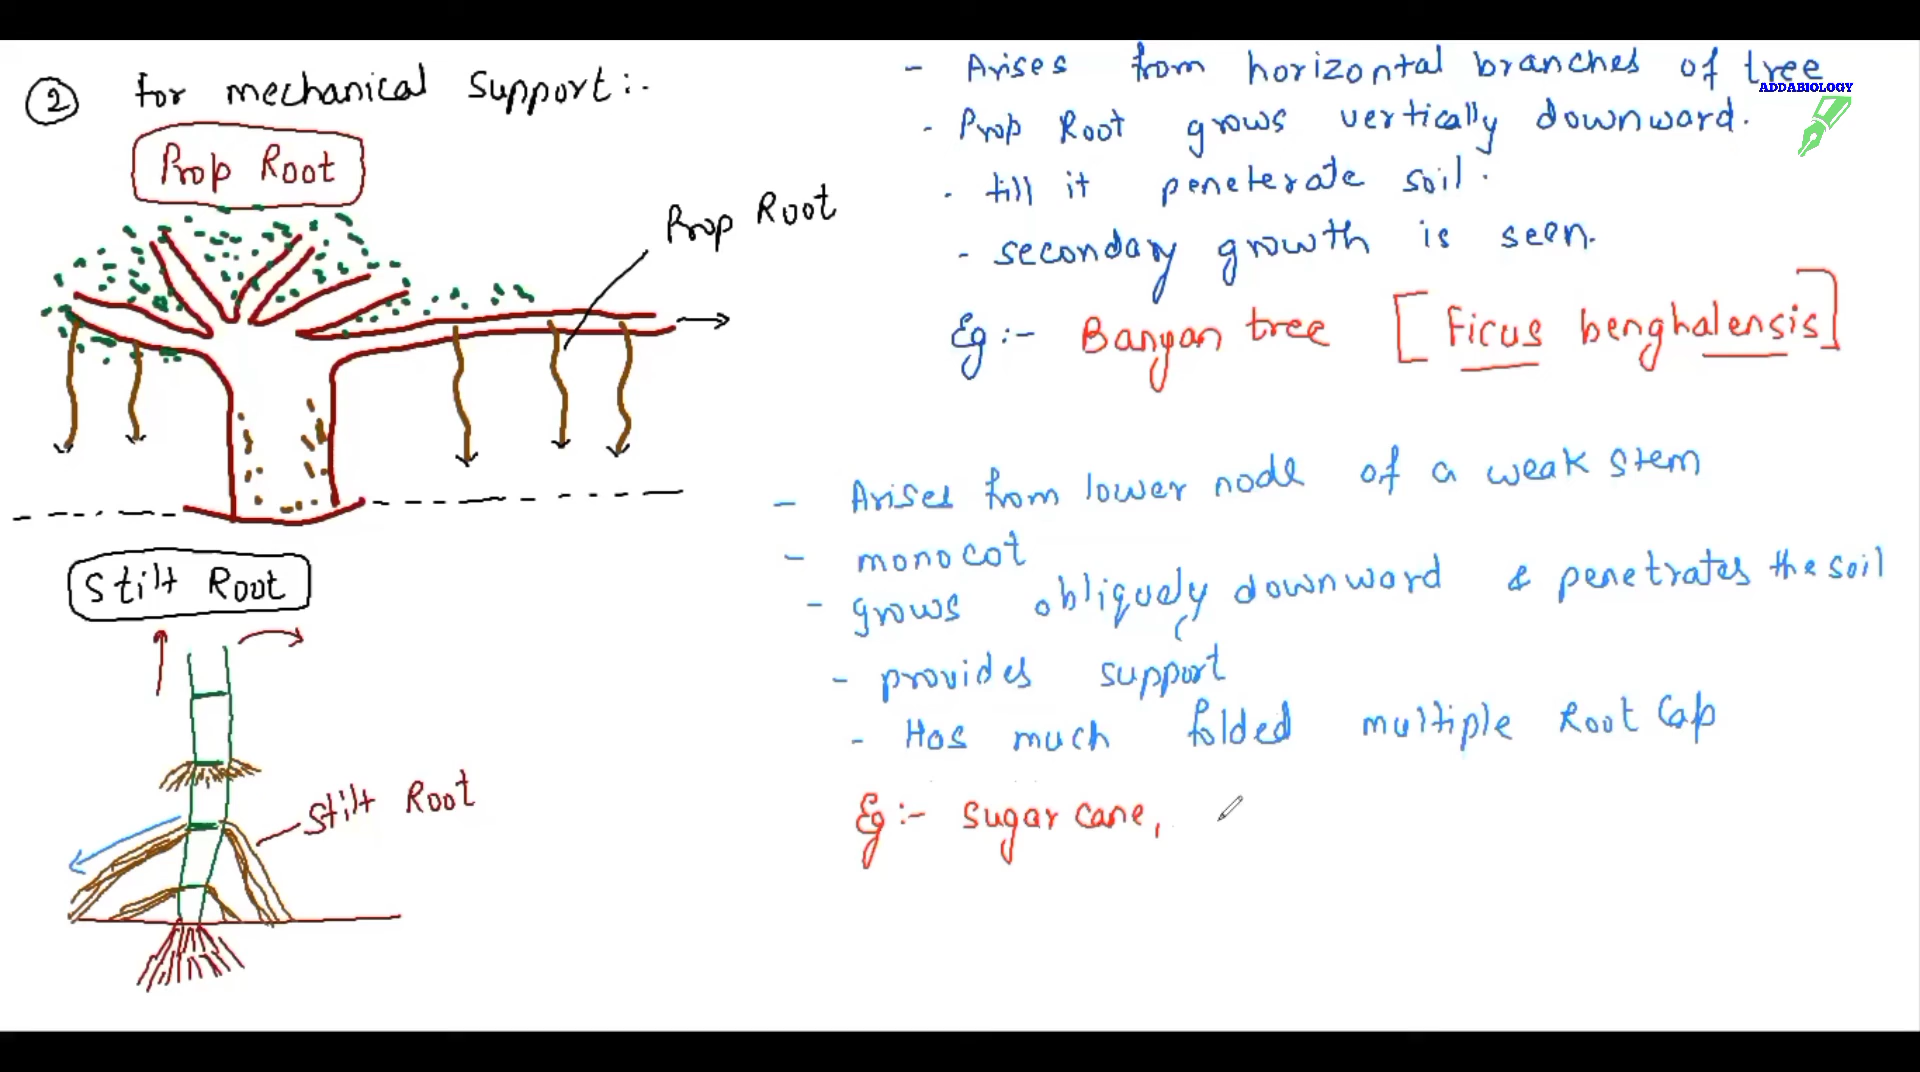 ② For mechanical Support:-
Prop Root
Prop Root
- Arises from horizontal branches of tree
ADDABIOLOGY
- Prop Root grows vertically downward.
- till it peneterate soil.
- secondary growth is seen.
Eg:- Banyan tree [Ficus benghalensis]
Stilt Root
Stilt Root
- Arises from lower node of a weak stem
- monocot
- grows obliquely downward & penetrates the soil
- provides support
- Has much folded multiple Root Cap
Eg:- sugar cane,